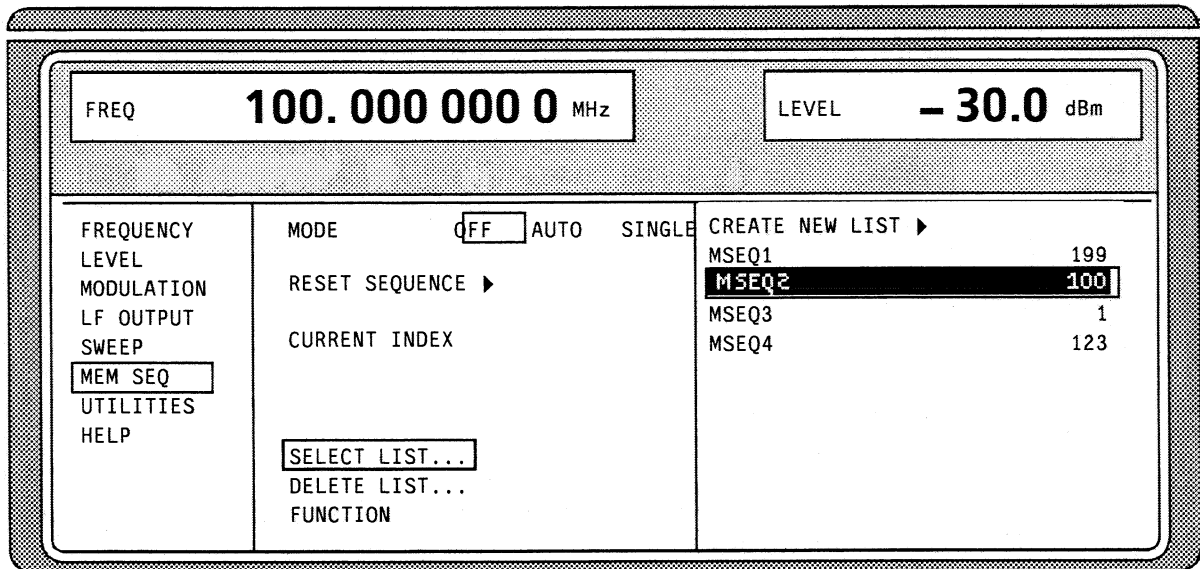 FREQ 100. 000 000 0 MHz
LEVEL – 30.0 dBm
FREQUENCY
LEVEL
MODULATION
LF OUTPUT
SWEEP
MEM SEQ
UTILITIES
HELP
MODE OFF AUTO SINGLE
RESET SEQUENCE ▶
CURRENT INDEX
SELECT LIST...
DELETE LIST...
FUNCTION
CREATE NEW LIST ▶
MSEQ1 199
MSEQ2 100
MSEQ3 1
MSEQ4 123